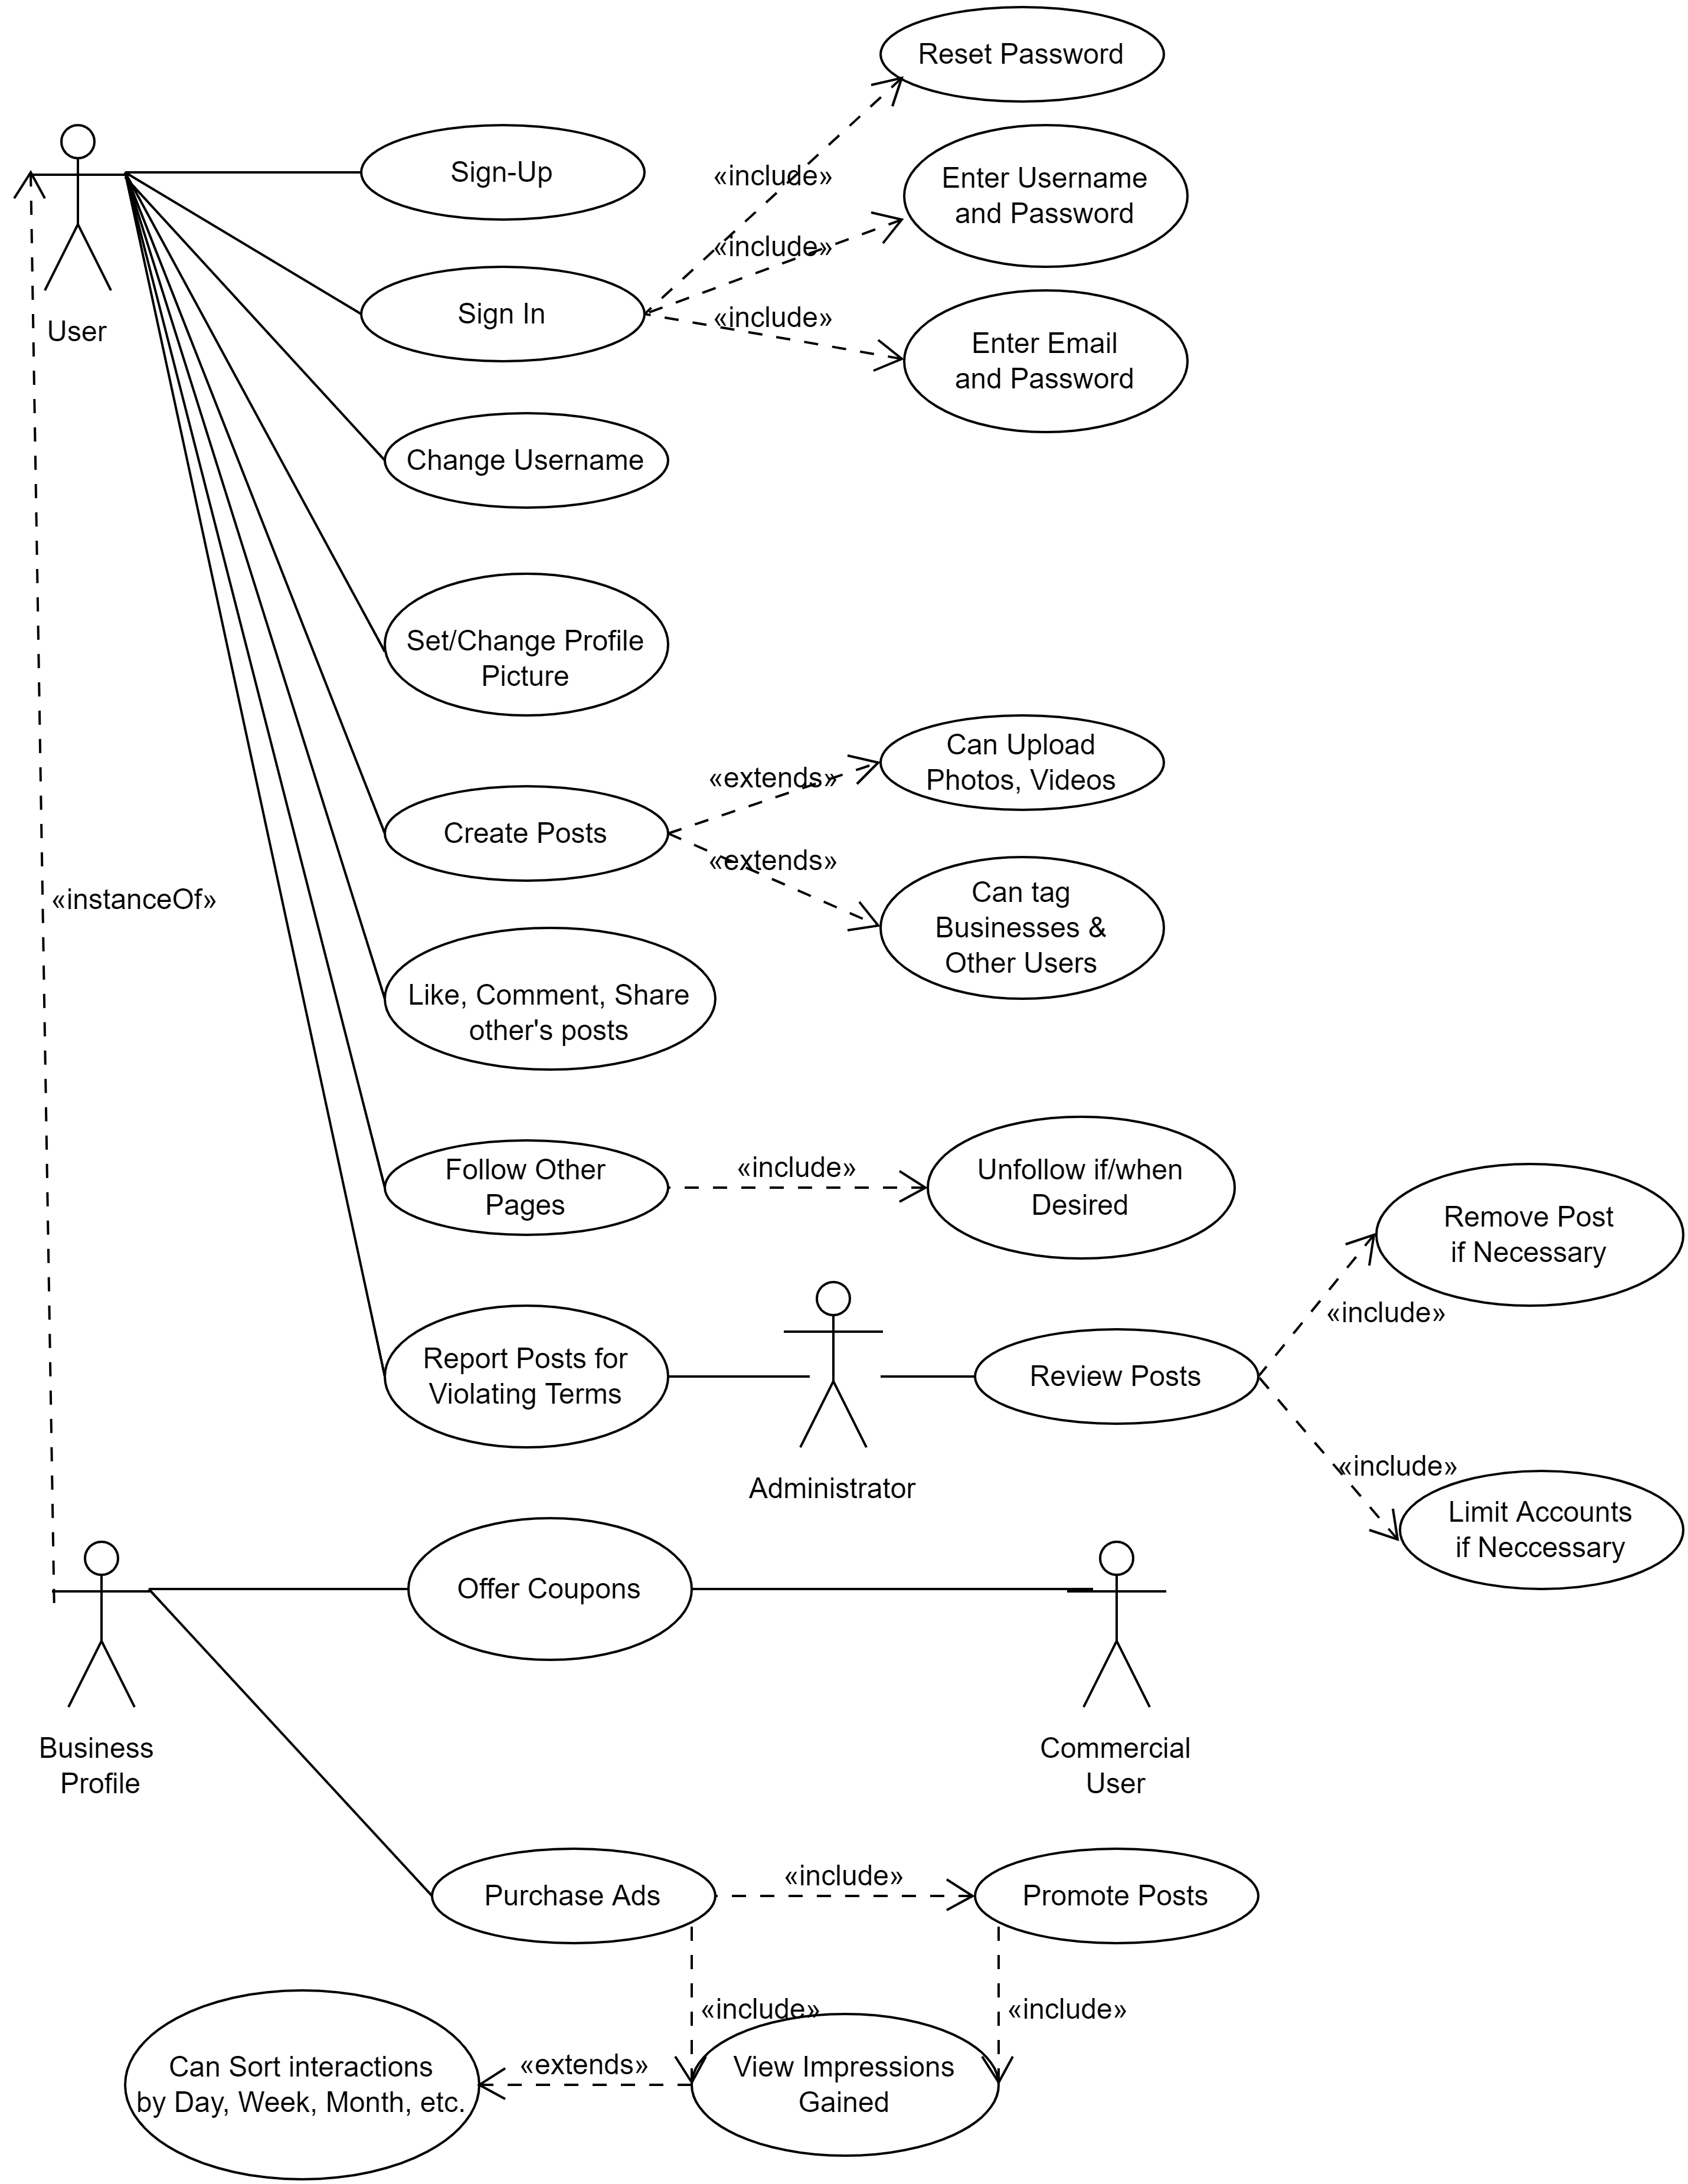 Reset Password
Sign-Up
«include»
Enter Username
and Password
«include»
Sign In
«include»
Enter Email
and Password
User
Change Username
Set/Change Profile
Picture
Can Upload
Photos, Videos
«extends»
Create Posts
«extends»
Can tag
Businesses &
Other Users
«instanceOf»
Like, Comment, Share
other's posts
Follow Other
Pages
«include»
Unfollow if/when
Desired
Remove Post
if Necessary
«include»
Report Posts for
Violating Terms
Review Posts
Administrator
«include»
Limit Accounts
if Neccessary
Offer Coupons
Business
Profile
Commercial
User
Purchase Ads
«include»
Promote Posts
«include»
«include»
Can Sort interactions
by Day, Week, Month, etc.
«extends»
View Impressions
Gained